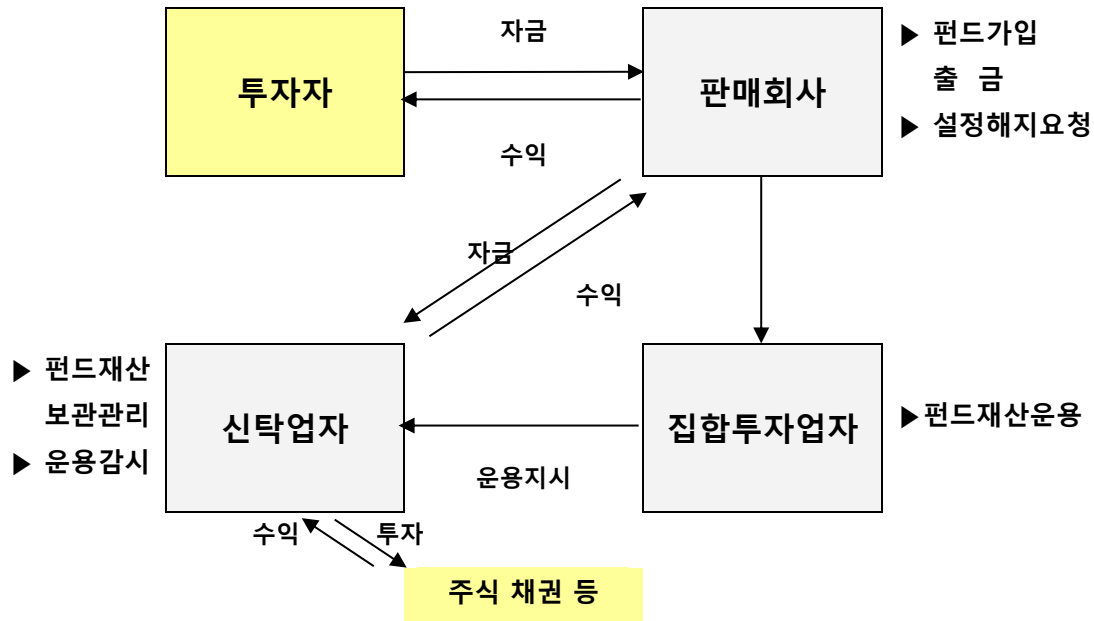 자금
투자자
판매회사
▶ 펀드가입
출 금
▶ 설정해지요청
수익
자금
수익
▶ 펀드재산
보관관리
▶ 운용감시
신탁업자
집합투자업자
▶펀드재산운용
운용지시
수익
투자
주식 채권 등